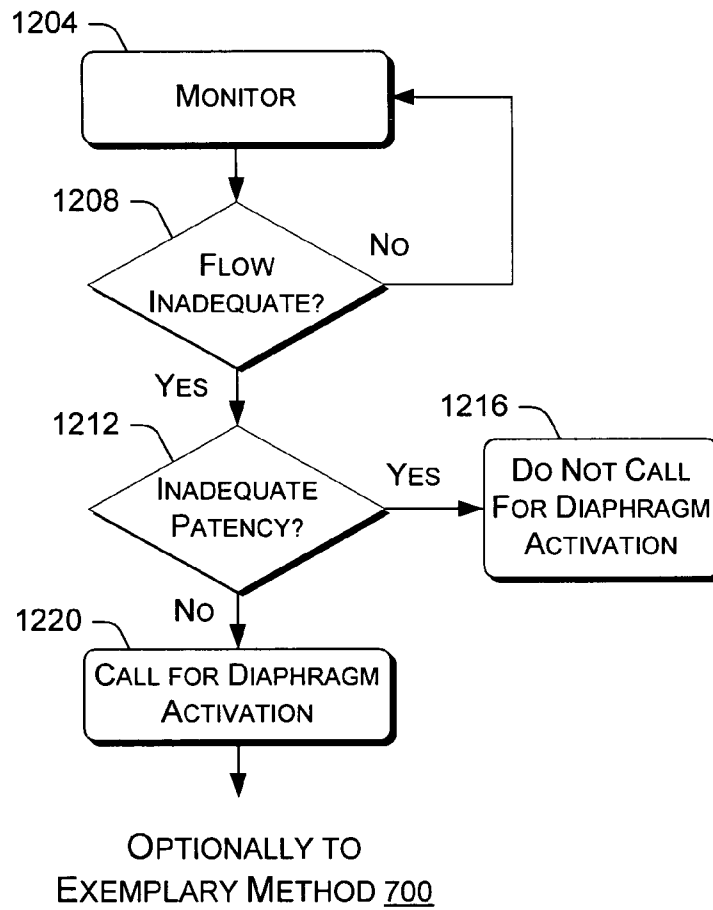 1204
MONITOR
1208
FLOW
INADEQUATE?
NO
YES
1212
INADEQUATE
PATENCY?
YES
1216
DO NOT CALL
FOR DIAPHRAGM
ACTIVATION
NO
1220
CALL FOR DIAPHRAGM
ACTIVATION
OPTIONALLY TO
EXEMPLARY METHOD 700